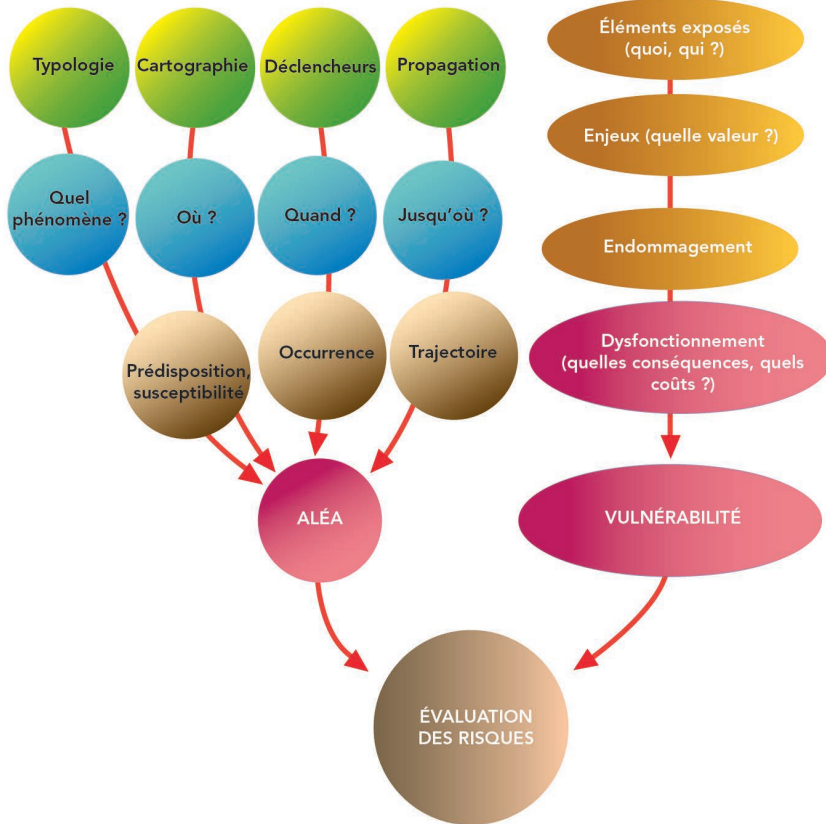 Typologie
Cartographie
Déclencheurs
Propagation
Éléments exposés
(quoi, qui ?)
Enjeux (quelle valeur ?)
Quel
phénomène ?
Où ?
Quand ?
Jusqu’où ?
Endommagement
Prédisposition,
susceptibilité
Occurrence
Trajectoire
Dysfonctionnement
(quelles conséquences, quels
coûts ?)
ALÉA
VULNÉRABILITÉ
ÉVALUATION
DES RISQUES